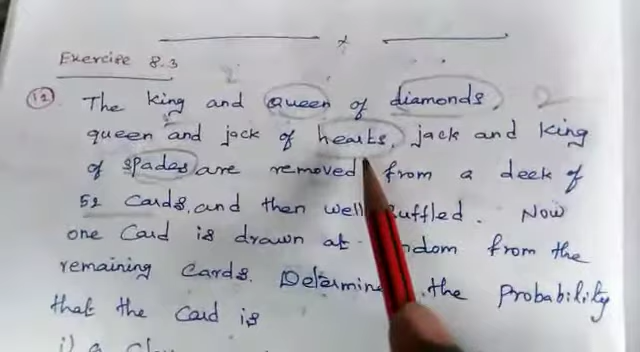 Exercise 8.3
(12) The king and queen of diamonds,
queen and jack of hearts, jack and king
of spades are removed from a deck of
52 cards, and then well uffled. Now
one card is drawn at ndom from the
remaining cards. Determine the probability
that the card is
i) a